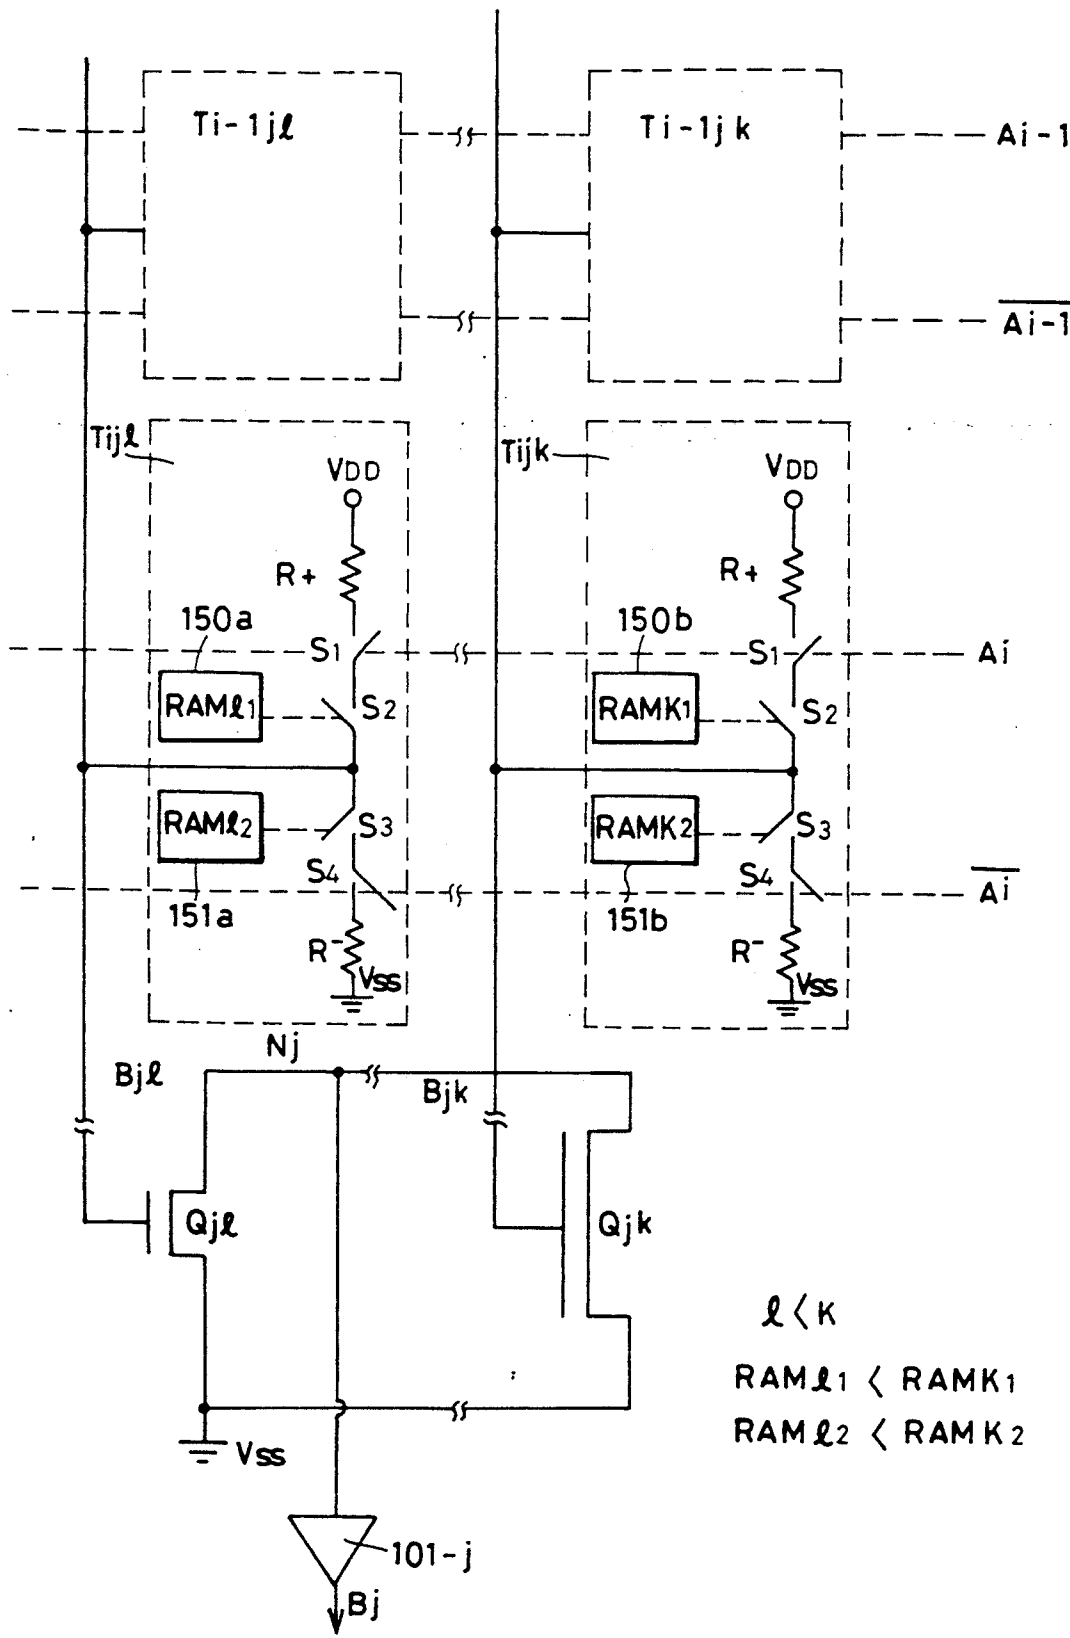 Ti-1jℓ
Ti-1jk
Ai-1
A̅i̅-̅1̅
Tijℓ
Tijk
VDD
VDD
R+
R+
150a
150b
S1
S1
Ai
RAMℓ1
S2
RAMK1
S2
RAMℓ2
S3
RAMK2
S3
S4
S4
A̅i̅
151a
151b
R-
R-
VSS
VSS
Nj
Bjℓ
Bjk
Qjℓ
Qjk
ℓ < K
RAMℓ1 < RAMK1
RAMℓ2 < RAMK2
VSS
101-j
Bj